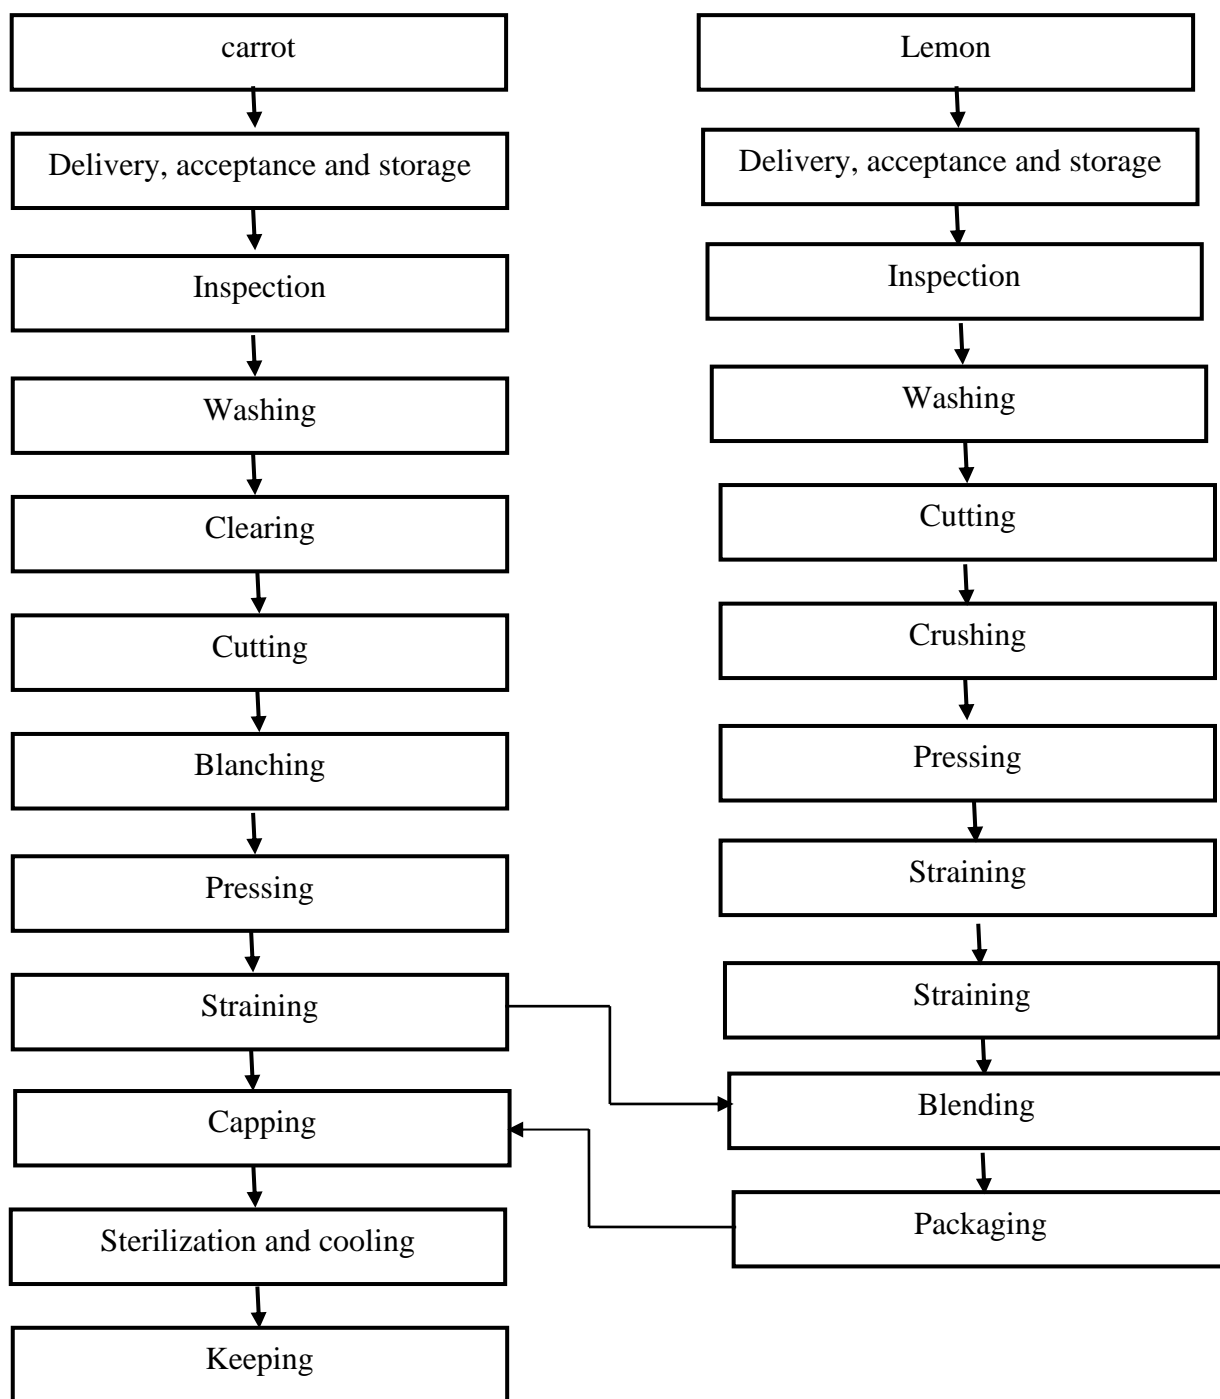 carrot
Delivery, acceptance and storage
Inspection
Washing
Clearing
Cutting
Blanching
Pressing
Straining
Capping
Sterilization and cooling
Keeping
Lemon
Delivery, acceptance and storage
Inspection
Washing
Cutting
Crushing
Pressing
Straining
Straining
Blending
Packaging